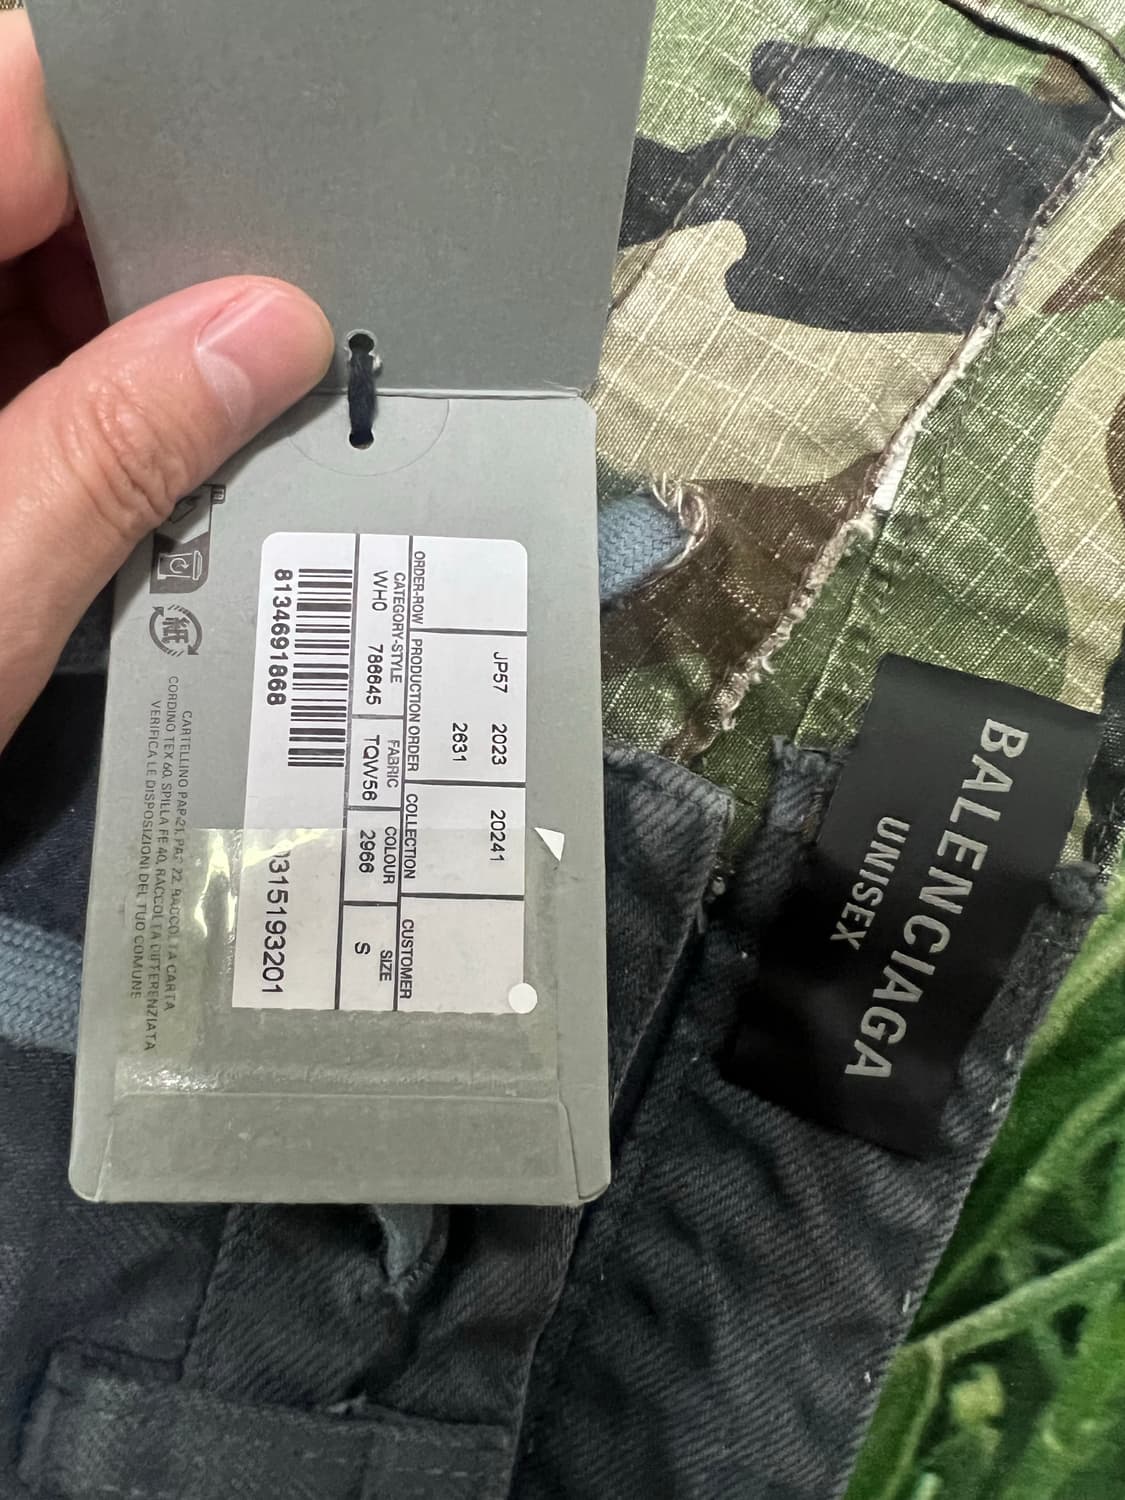 ORDER-ROW PRODUCTION ORDER COLLECTION CUSTOMER
JP57 2023 20241
2631
CATEGORY-STYLE FABRIC COLOUR SIZE
WH0 786645 TQW56 2966 S
8134691868
0315193201
紙
CARTELLINO PAP 21, PAP 22, RACCOLTA CARTA
CORDINO TEX 60, SPILLA FE 40, RACCOLTA DIFFERENZIATA
VERIFICA LE DISPOSIZIONI DEL TUO COMUNE
BALENCIAGA
UNISEX